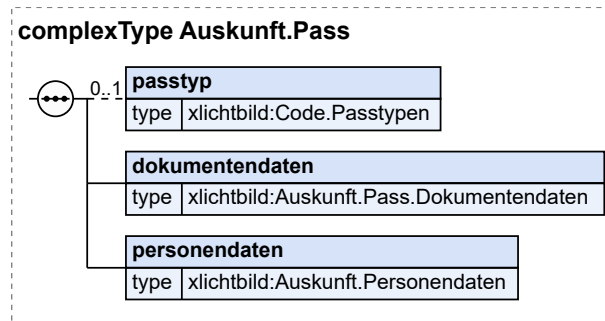 complexType Auskunft.Pass
0..1
passtyp
type xlichtbild:Code.Passtypen
dokumentendaten
type xlichtbild:Auskunft.Pass.Dokumentendaten
personendaten
type xlichtbild:Auskunft.Personendaten